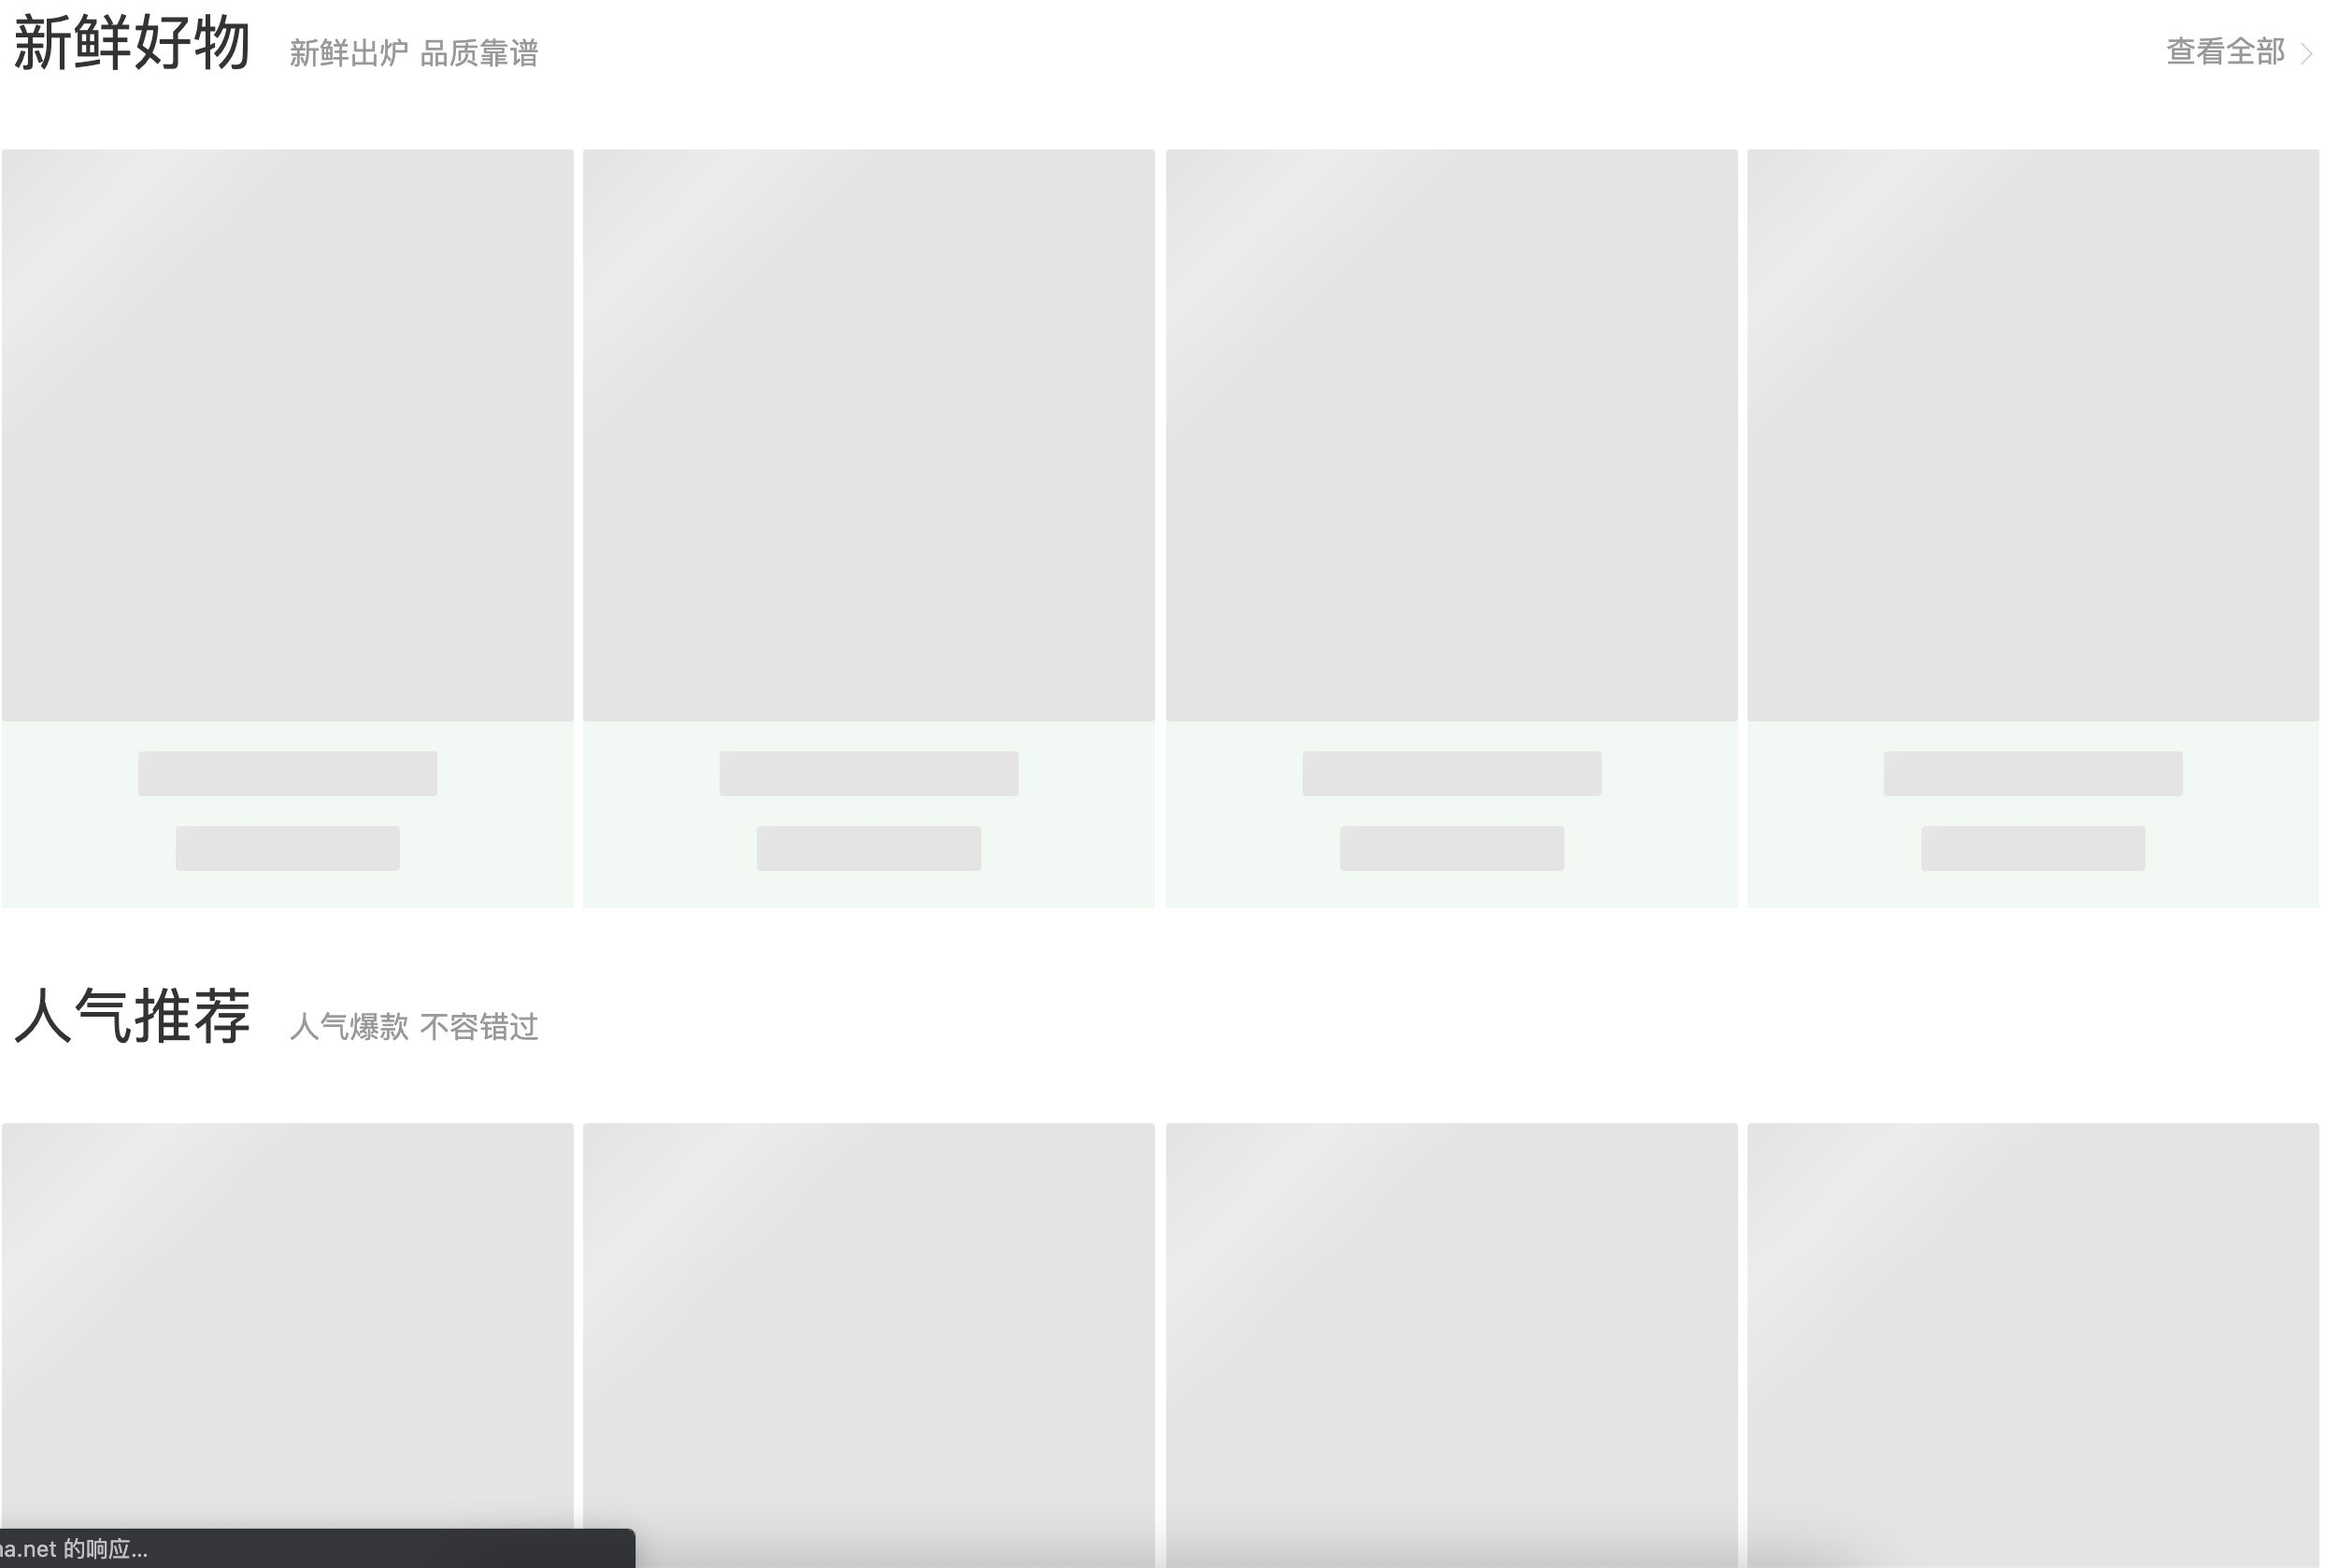 新鲜好物 新鲜出炉 品质靠谱 查看全部
人气推荐 人气爆款 不容错过
a.net 的响应...